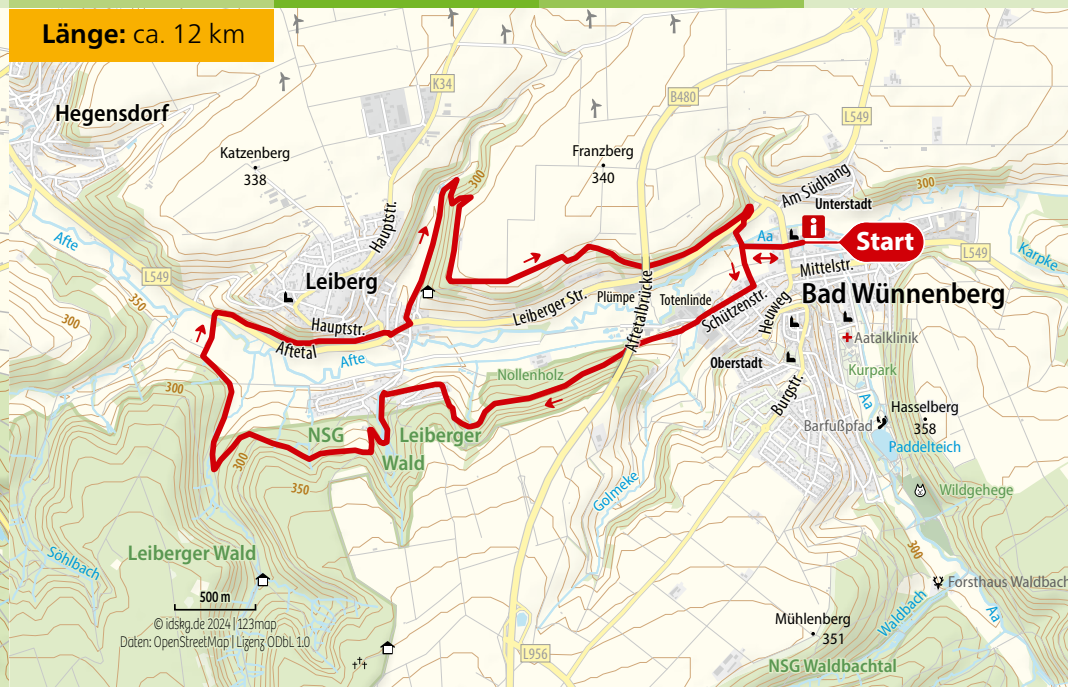 Länge: ca. 12 km
Hegensdorf
K34
B480
L549
Katzenberg
338
Franzberg
340
300
Am Südhang
300
Unterstadt
i
Start
Aa
Afte
Hauptstr.
L549
L549
Karpke
Mittelstr.
Leiberg
350
Bad Wünnenberg
Leiberger Str.
Plümpe
Totenlinde
Aftetalbrücke
Schützenstr.
Heuweg
300
Hauptstr.
Aftetal
Afte
Aatalklinik
Oberstadt
Kurpark
Nollenholz
300
Burgstr.
Aa
Hasselberg
358
Barfußpfad
Paddelteich
NSG
Leiberger
Wald
300
350
Golmeke
Wildgehege
300
Leiberger Wald
Söhlbach
Forsthaus Waldbach
Waldbach
Aa
500 m
© idskg.de 2024 | 123map
Daten: OpenStreetMap | Lizenz ODbL 1.0
Mühlenberg
351
L956
NSG Waldbachtal